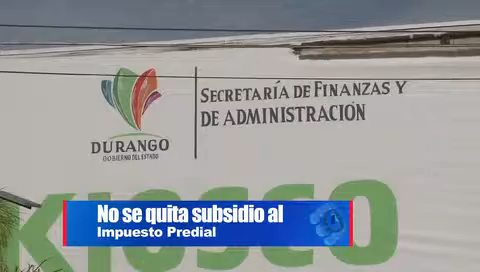 SECRETARÍA DE FINANZAS Y
DE ADMINISTRACIÓN
DURANGO
GOBIERNO DEL ESTADO
KIOSCO
No se quita subsidio al
Impuesto Predial